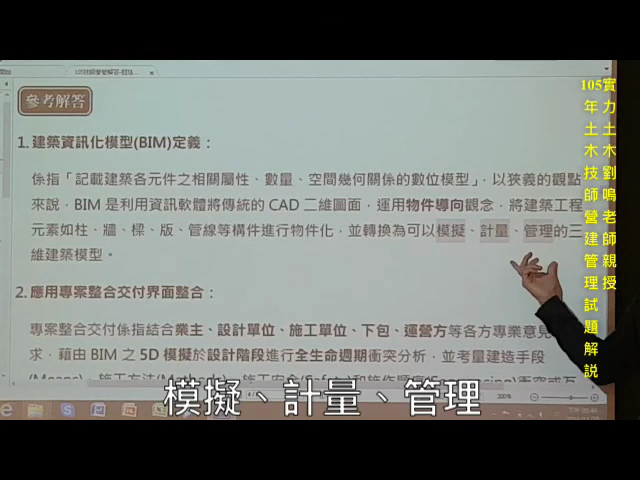 參考解答
1. 建築資訊化模型(BIM)定義：
係指「記載建築各元件之相關屬性、數量、空間幾何關係的數位模型」，以狹義的觀點
來說，BIM 是利用資訊軟體將傳統的 CAD 二維圖面，運用物件導向觀念，將建築工程
元素如柱、牆、樑、版、管線等構件進行物件化，並轉換為可以模擬、計量、管理的三
維建築模型。
2. 應用專案整合交付界面整合：
專案整合交付係指結合業主、設計單位、施工單位、下包、運營方等各方專業意見
求，藉由 BIM 之 5D 模擬於設計階段進行全生命週期衝突分析，並考量建造手段
模擬、計量、管理
實力土木劉鳴老師親授
105年土木技師營建管理試題解說